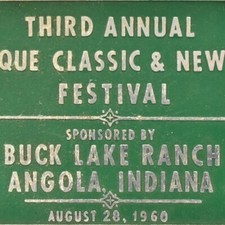 THIRD ANNUAL
QUE CLASSIC & NEW
FESTIVAL
SPONSORED BY
BUCK LAKE RANCH
ANGOLA, INDIANA
AUGUST 28, 1960